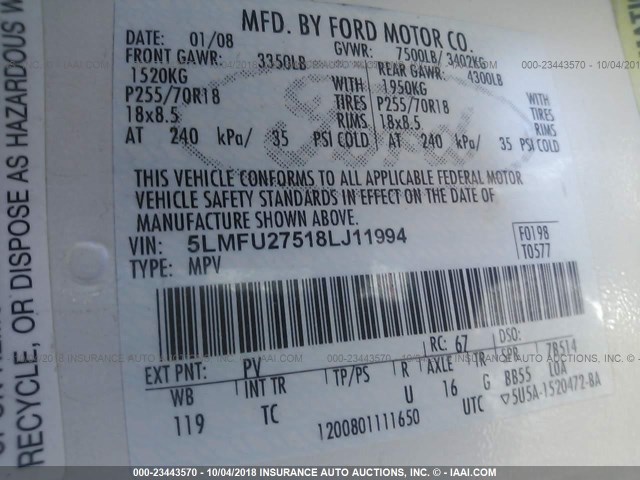 MFD. BY FORD MOTOR CO.
DATE: 01/08 GVWR: 7500LB/ 3402KG
FRONT GAWR: 3350LB REAR GAWR: 4300LB
1520KG WITH 1950KG WITH
P255/70R18 TIRES P255/70R18 TIRES
18x8.5 RIMS 18x8.5 RIMS
AT 240 kPa/ 35 PSI COLD AT 240 kPa/ 35 PSI COLD
THIS VEHICLE CONFORMS TO ALL APPLICABLE FEDERAL MOTOR
VEHICLE SAFETY STANDARDS IN EFFECT ON THE DATE OF
MANUFACTURE SHOWN ABOVE.
VIN: 5LMFU27518LJ11994 F0198
TYPE: MPV T0577
EXT PNT: PV RC: 67 DSO:
WB INT TR TP/PS R AXLE TR SPR 7B514
119 TC U 16 G BB55 LOA
1200801111650 UTC ▽5U5A-1520472-BA
RECYCLE, OR DISPOSE AS HAZARDOUS W
00-23443570 - 10/04/2018 INSURANCE AUTO AUCTIONS, INC. - IAAI.COM